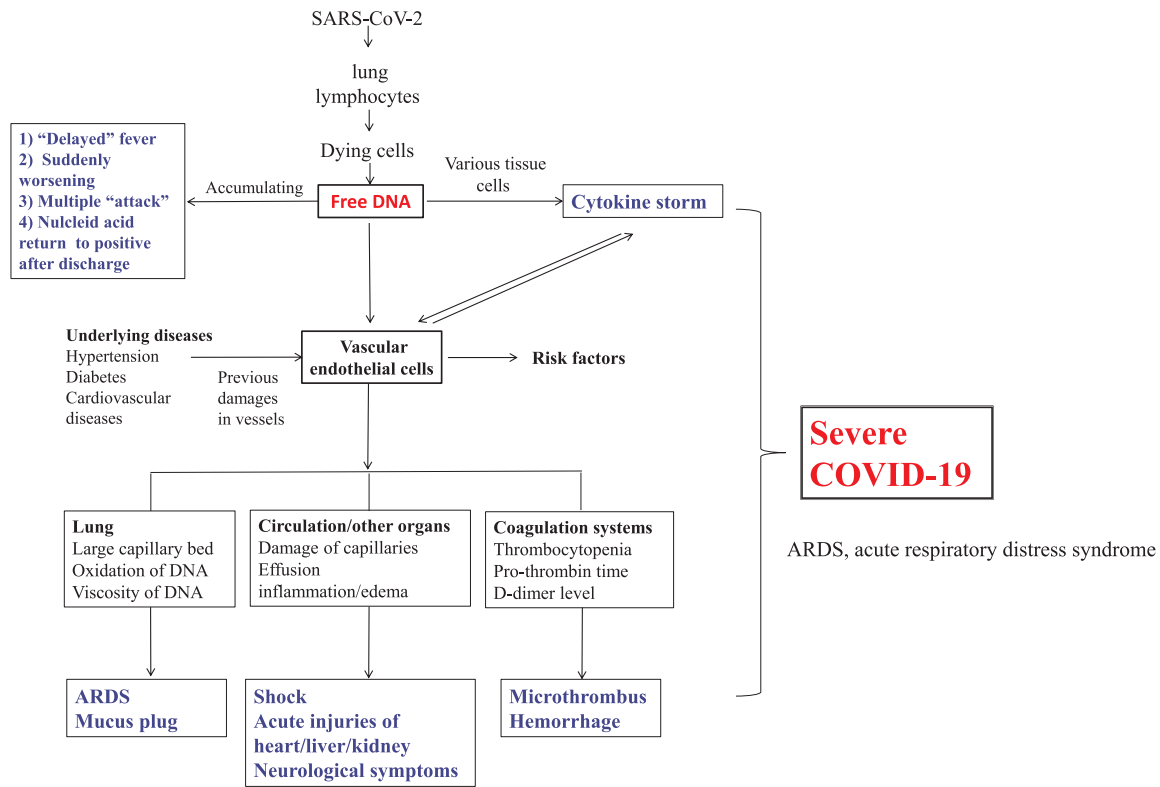 SARS-CoV-2
lung
lymphocytes
Dying cells
1) “Delayed” fever
2)  Suddenly
worsening
3) Multiple “attack”
4) Nulcleid acid
return  to positive
after discharge
Accumulating
Free DNA
Various tissue
cells
Cytokine storm
Underlying diseases
Hypertension
Diabetes
Cardiovascular
diseases
Previous
damages
in vessels
Vascular
endothelial cells
Risk factors
Severe
COVID-19
ARDS, acute respiratory distress syndrome
Lung
Large capillary bed
Oxidation of DNA
Viscosity of DNA
Circulation/other organs
Damage of capillaries
Effusion
inflammation/edema
Coagulation systems
Thrombocytopenia
Pro-thrombin time
D-dimer level
ARDS
Mucus plug
Shock
Acute injuries of
heart/liver/kidney
Neurological symptoms
Microthrombus
Hemorrhage